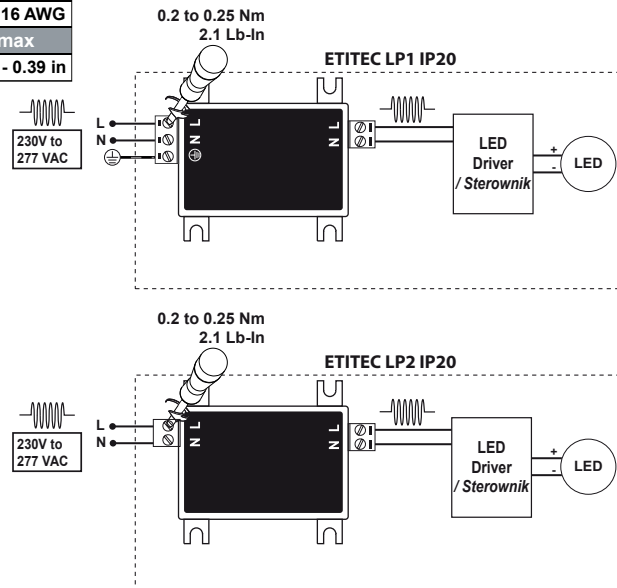 16 AWG
max
- 0.39 in
0.2 to 0.25 Nm
2.1 Lb-In
ETITEC LP1 IP20
230V to
277 VAC
L
N
L
N
L
N
LED
Driver
/ Sterownik
+
-
LED
0.2 to 0.25 Nm
2.1 Lb-In
ETITEC LP2 IP20
230V to
277 VAC
L
N
L
N
L
N
LED
Driver
/ Sterownik
+
-
LED